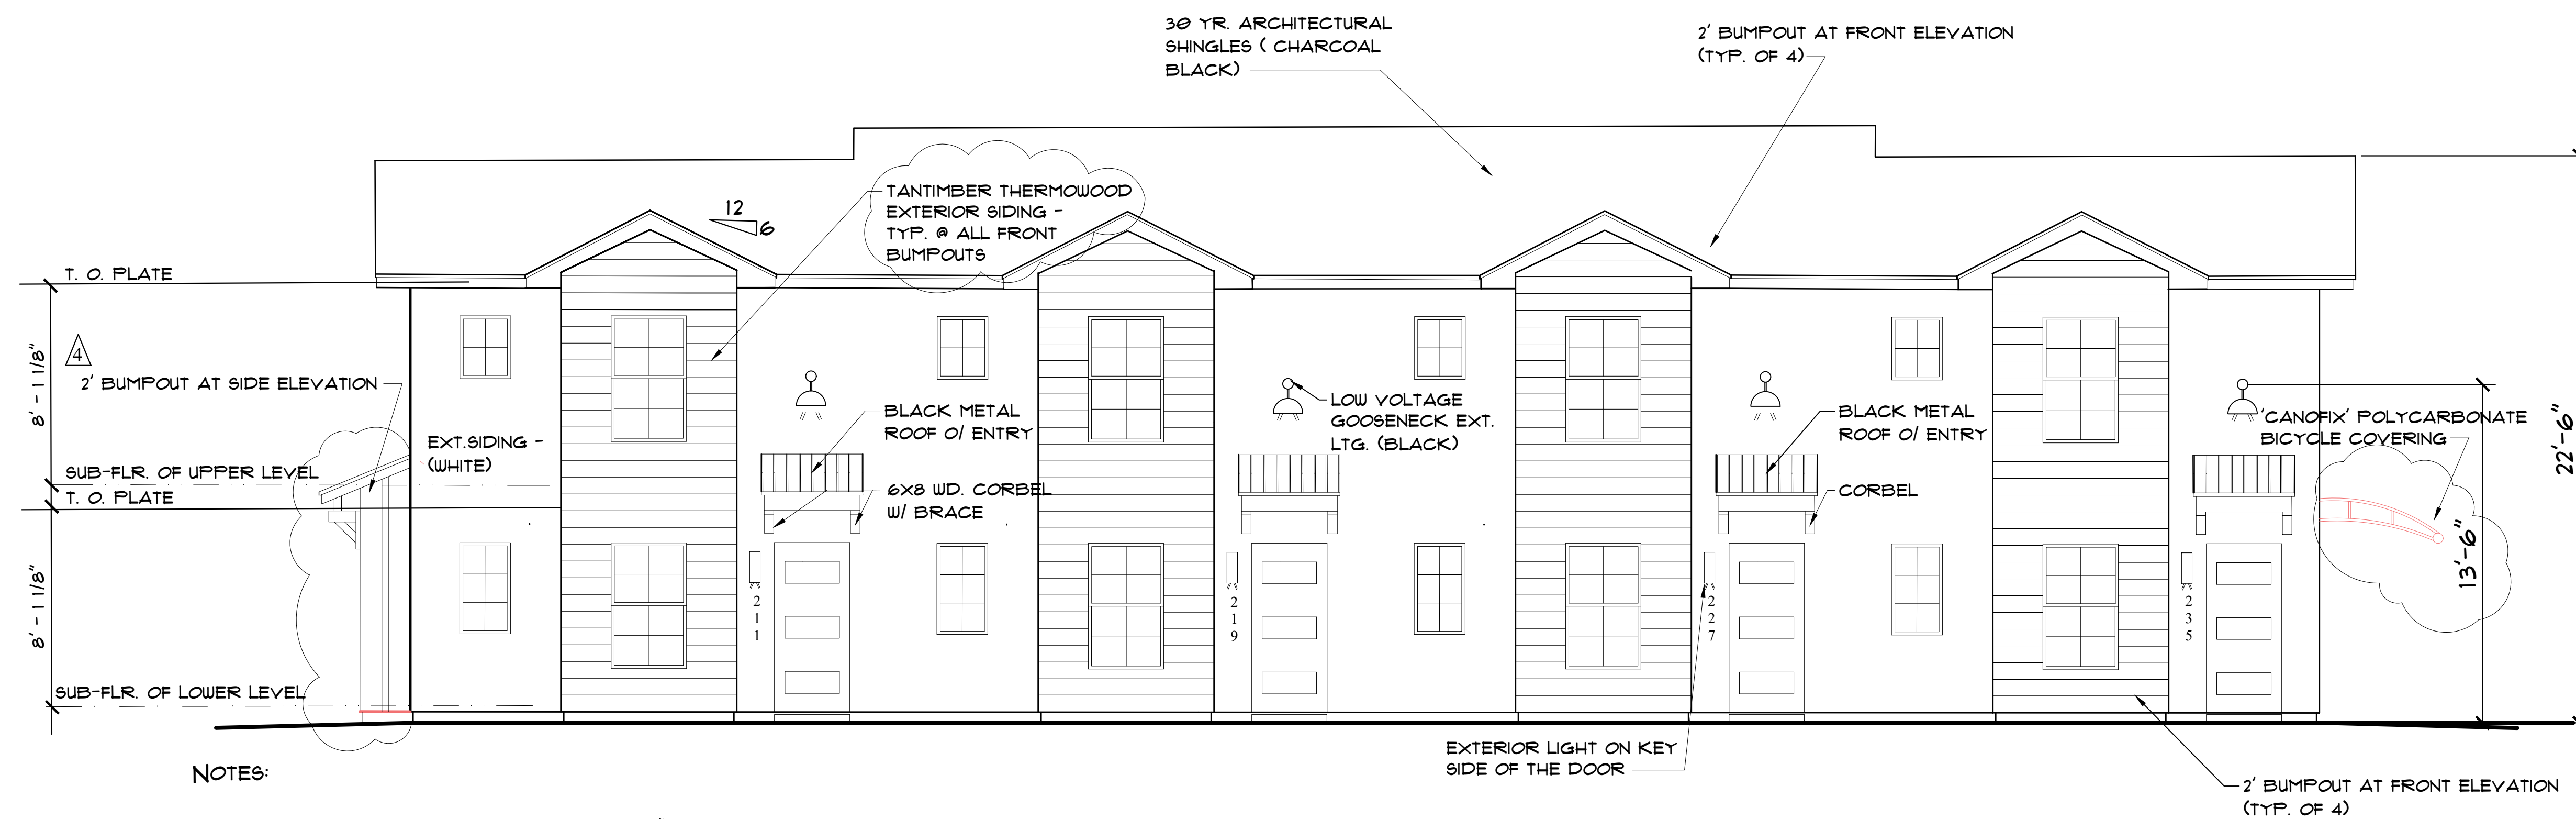 30 YR. ARCHITECTURAL
SHINGLES ( CHARCOAL
BLACK)
2' BUMPOUT AT FRONT ELEVATION
(TYP. OF 4)
TANTIMBER THERMOWOOD
EXTERIOR SIDING -
TYP. @ ALL FRONT
BUMPOUTS
12
6
T. O. PLATE
8' - 1 1/8"
4
2' BUMPOUT AT SIDE ELEVATION
EXT.SIDING -
(WHITE)
BLACK METAL
ROOF O/ ENTRY
6X8 WD. CORBEL
W/ BRACE
LOW VOLTAGE
GOOSENECK EXT.
LTG. (BLACK)
BLACK METAL
ROOF O/ ENTRY
CORBEL
'CANOFIX' POLYCARBONATE
BICYCLE COVERING
22'-6"
13'-6"
SUB-FLR. OF UPPER LEVEL
T. O. PLATE
8' - 1 1/8"
211
219
227
235
SUB-FLR. OF LOWER LEVEL
EXTERIOR LIGHT ON KEY
SIDE OF THE DOOR
2' BUMPOUT AT FRONT ELEVATION
(TYP. OF 4)
NOTES: